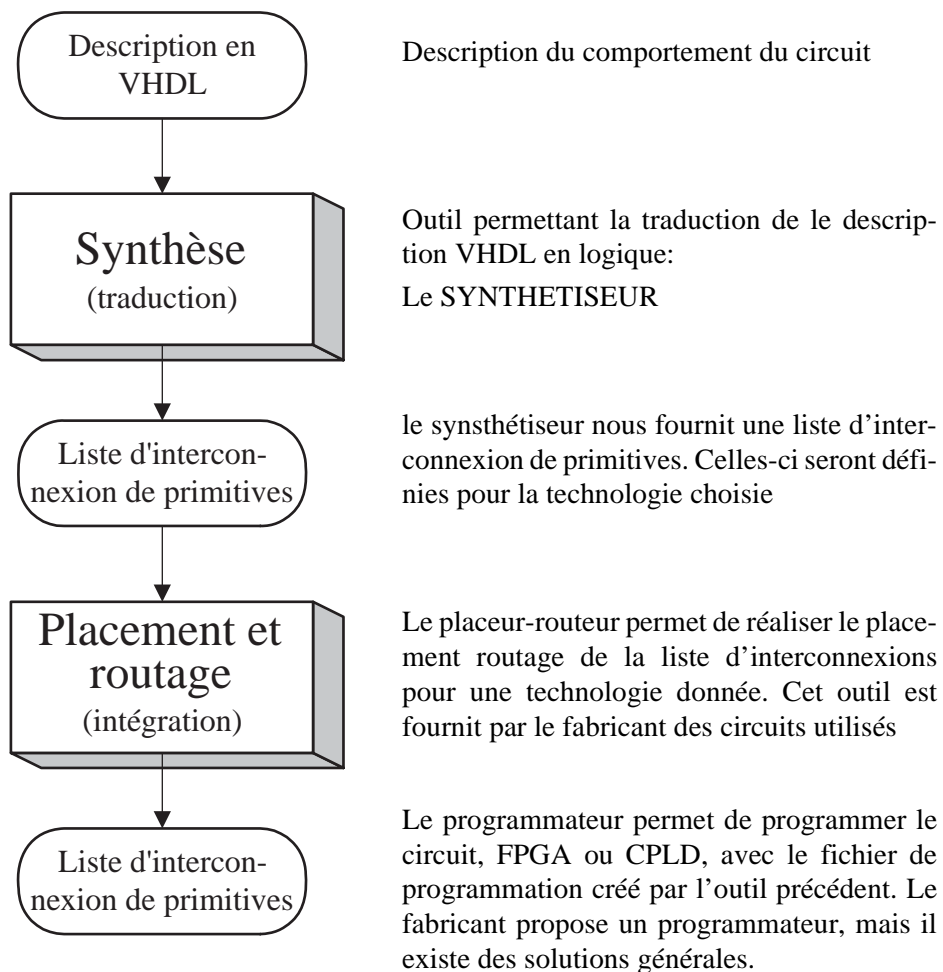 Description en
VHDL
Description du comportement du circuit
Synthèse
(traduction)
Outil permettant la traduction de le descrip-
tion VHDL en logique:
Le SYNTHETISEUR
Liste d'intercon-
nexion de primitives
le synsthétiseur nous fournit une liste d’inter-
connexion de primitives. Celles-ci seront défi-
nies pour la technologie choisie
Placement et
routage
(intégration)
Le placeur-routeur permet de réaliser le place-
ment routage de la liste d’interconnexions
pour une technologie donnée. Cet outil est
fournit par le fabricant des circuits utilisés
Liste d'intercon-
nexion de primitives
Le programmateur permet de programmer le
circuit, FPGA ou CPLD, avec le fichier de
programmation créé par l’outil précédent. Le
fabricant propose un programmateur, mais il
existe des solutions générales.